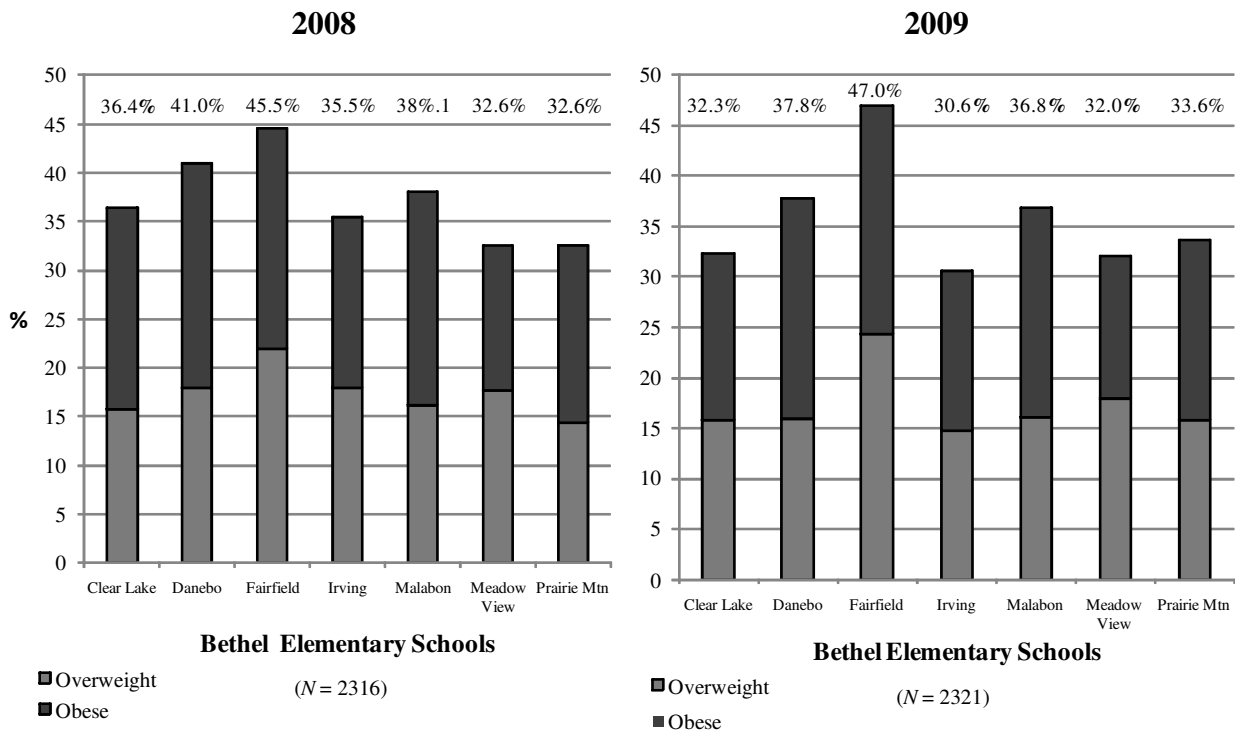 2008
50
45
40
35
30
25
20
15
10
5
0
%
36.4% 41.0% 45.5% 35.5% 38%.1 32.6% 32.6%
Clear Lake Danebo Fairfield Irving Malabon Meadow View Prairie Mtn
Bethel Elementary Schools
Overweight
Obese
(N = 2316)
2009
50
45
40
35
30
25
20
15
10
5
0
32.3% 37.8% 47.0% 30.6% 36.8% 32.0% 33.6%
Clear Lake Danebo Fairfield Irving Malabon Meadow View Prairie Mtn
Bethel Elementary Schools
Overweight
Obese
(N = 2321)